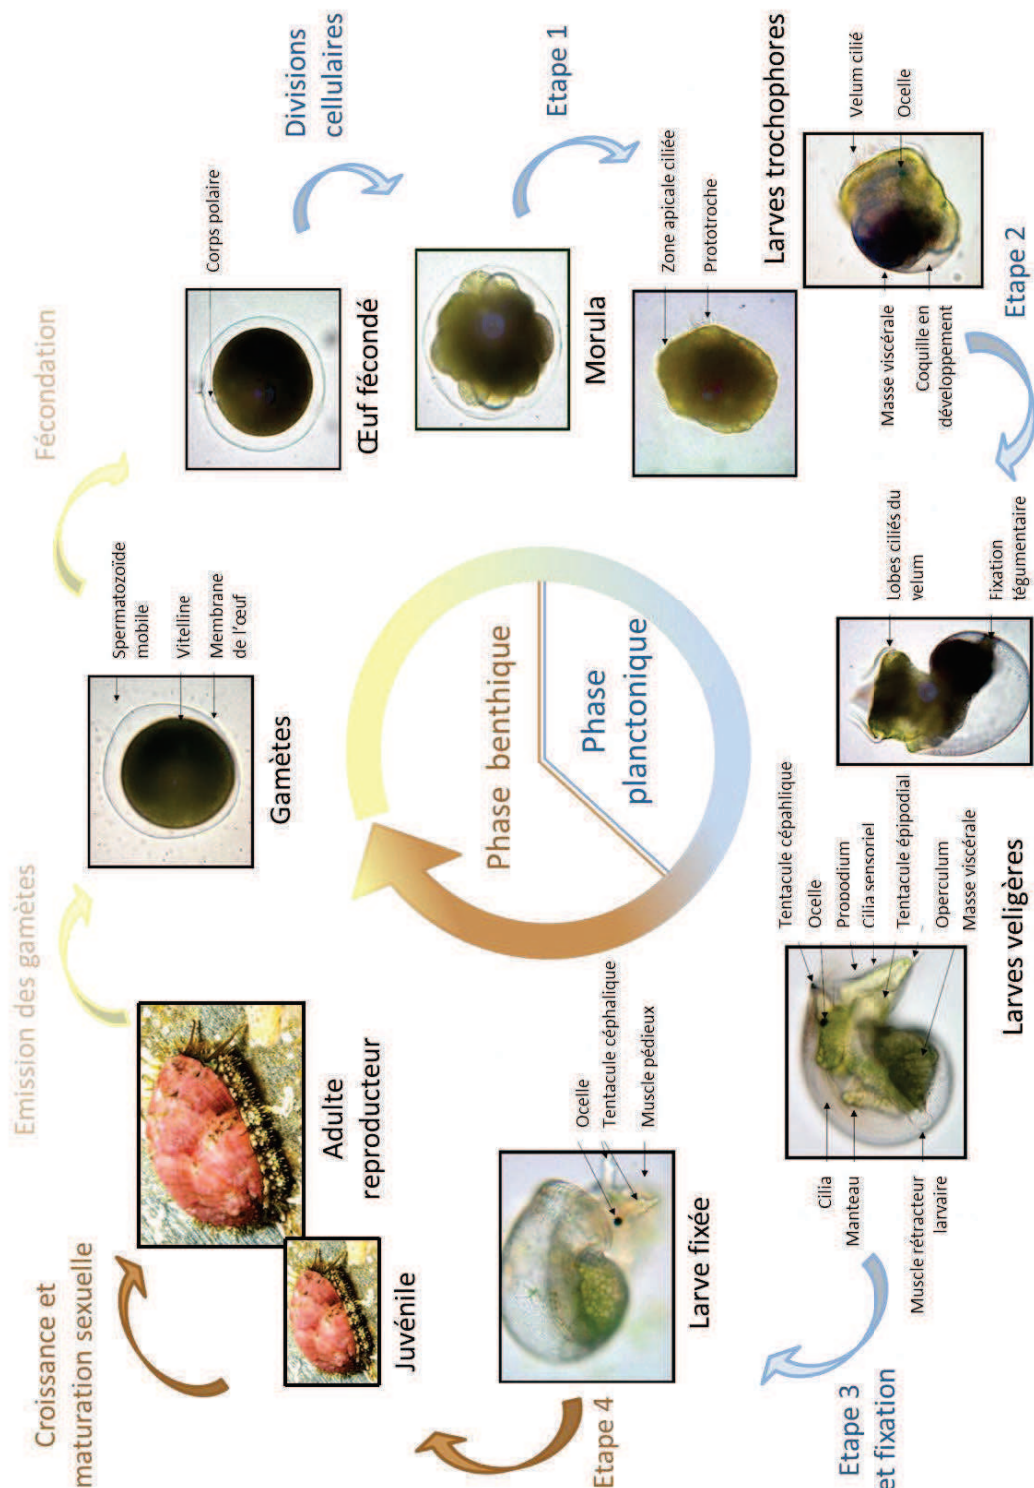 Emission des gamètes
Fécondation
Croissance et
maturation sexuelle
Spermatozoïde
mobile
Vitelline
Membrane
de l'œuf
Gamètes
Corps polaire
Œuf fécondé
Divisions
cellulaires
Adulte
reproducteur
Juvénile
Phase benthique
Phase
planctonique
Morula
Etape 1
Ocelle
Tentacule céphalique
Muscle pédieux
Larve fixée
Etape 4
Zone apicale ciliée
Prototroche
Larves trochophores
Velum cilié
Ocelle
Masse viscérale
Coquille en
développement
Etape 2
Lobes ciliés du
velum
Fixation
tégumentaire
Tentacule cépahlique
Ocelle
Propodium
Cilia sensoriel
Tentacule épipodial
Operculum
Masse viscérale
Cilia
Manteau
Muscle rétracteur
larvaire
Larves veligères
Etape 3
et fixation